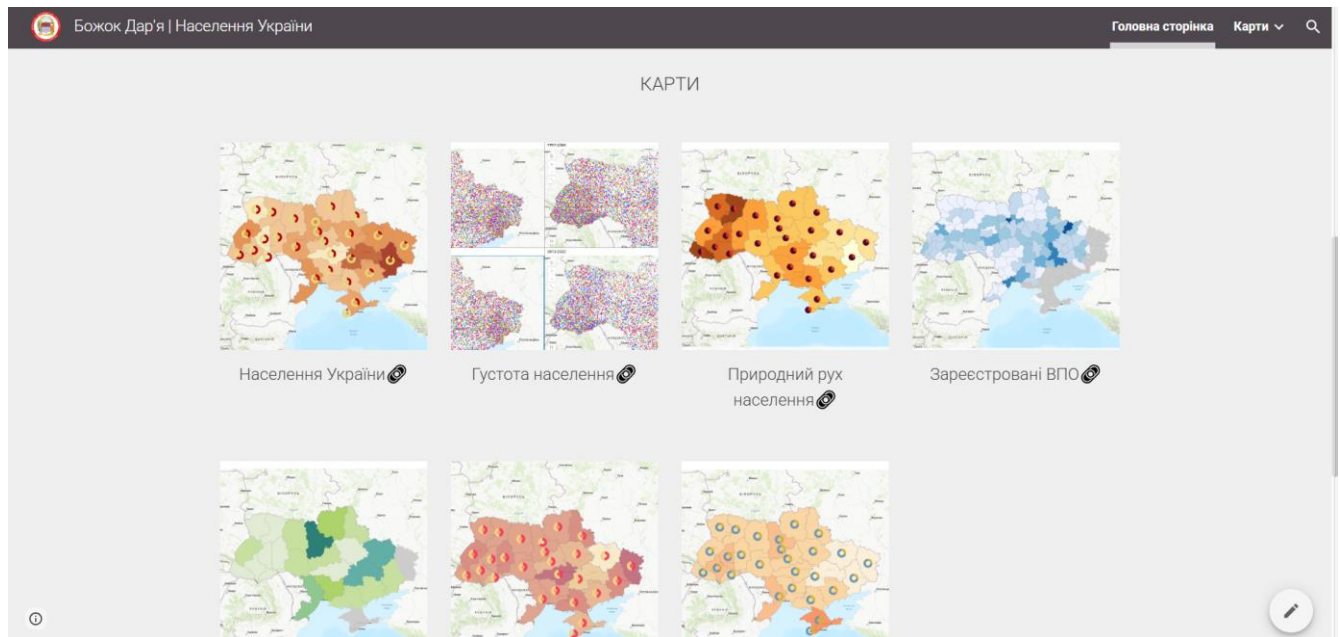 Божок Дар'я | Населення України
Головна сторінка
Карти
КАРТИ
Населення України
Густота населення
Природний рух
населення
Зареєстровані ВПО